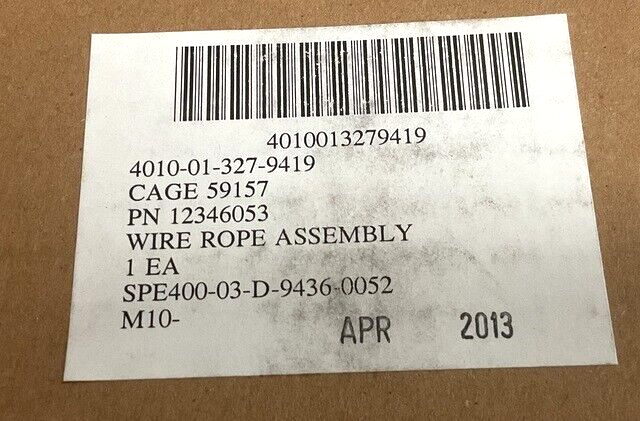 4010013279419
4010-01-327-9419
CAGE 59157
PN 12346053
WIRE ROPE ASSEMBLY
1 EA
SPE400-03-D-9436-0052
M10- APR 2013